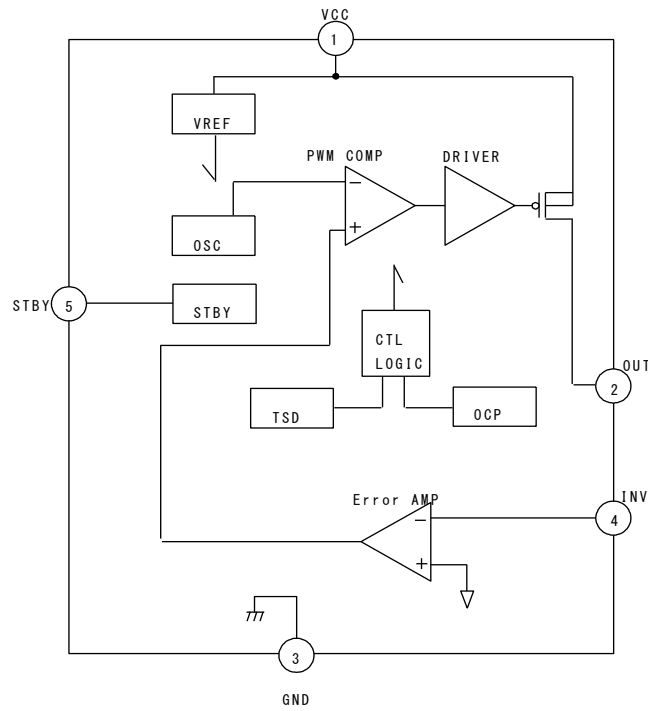 VCC
1
VREF
PWM COMP
DRIVER
−
+
OSC
STBY
5
STBY
CTL
LOGIC
OUT
2
TSD
OCP
Error AMP
INV
−
4
+
3
GND